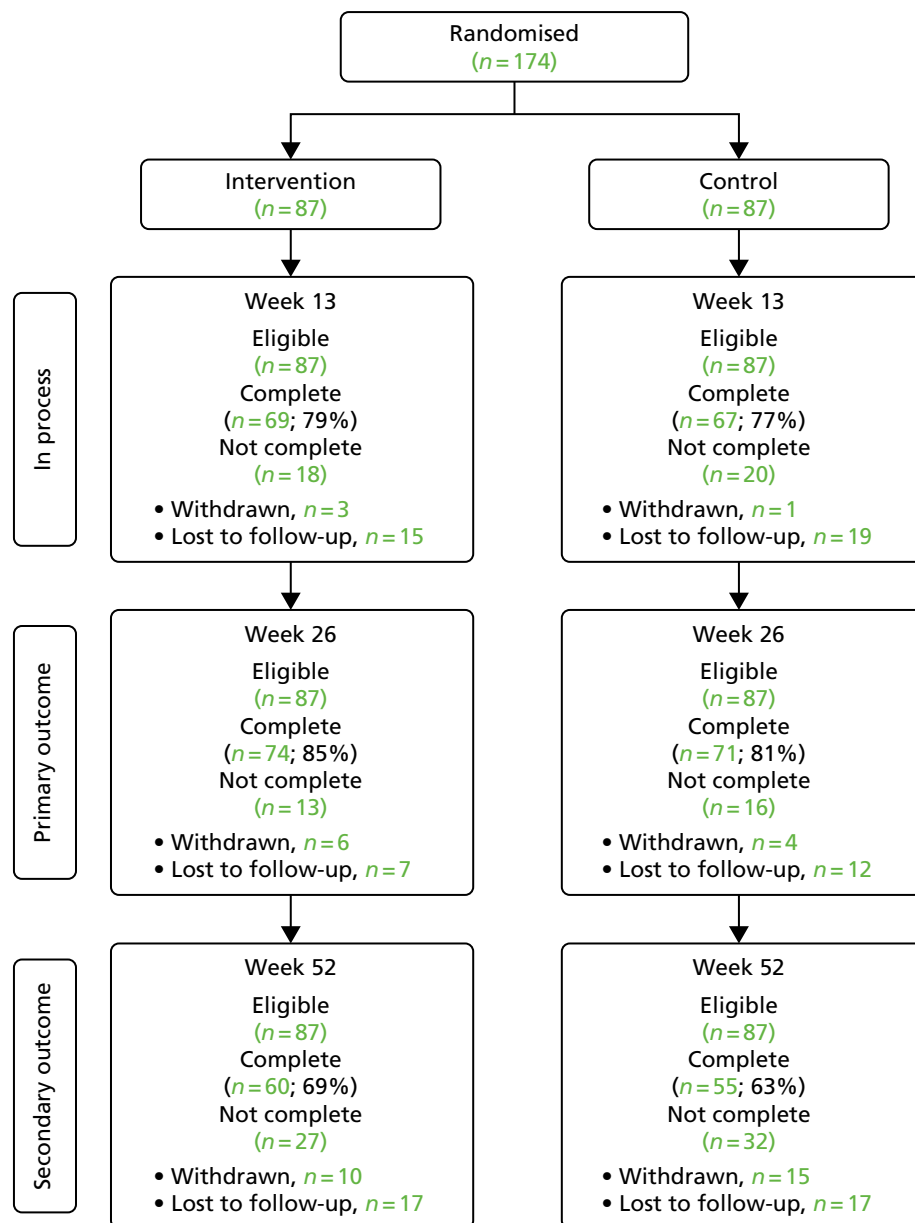 Randomised
(n=174)
Intervention
(n=87)
Control
(n=87)
In process
Week 13
Eligible
(n=87)
Complete
(n=69; 79%)
Not complete
(n=18)
• Withdrawn, n=3
• Lost to follow-up, n=15
Week 13
Eligible
(n=87)
Complete
(n=67; 77%)
Not complete
(n=20)
• Withdrawn, n=1
• Lost to follow-up, n=19
Primary outcome
Week 26
Eligible
(n=87)
Complete
(n=74; 85%)
Not complete
(n=13)
• Withdrawn, n=6
• Lost to follow-up, n=7
Week 26
Eligible
(n=87)
Complete
(n=71; 81%)
Not complete
(n=16)
• Withdrawn, n=4
• Lost to follow-up, n=12
Secondary outcome
Week 52
Eligible
(n=87)
Complete
(n=60; 69%)
Not complete
(n=27)
• Withdrawn, n=10
• Lost to follow-up, n=17
Week 52
Eligible
(n=87)
Complete
(n=55; 63%)
Not complete
(n=32)
• Withdrawn, n=15
• Lost to follow-up, n=17